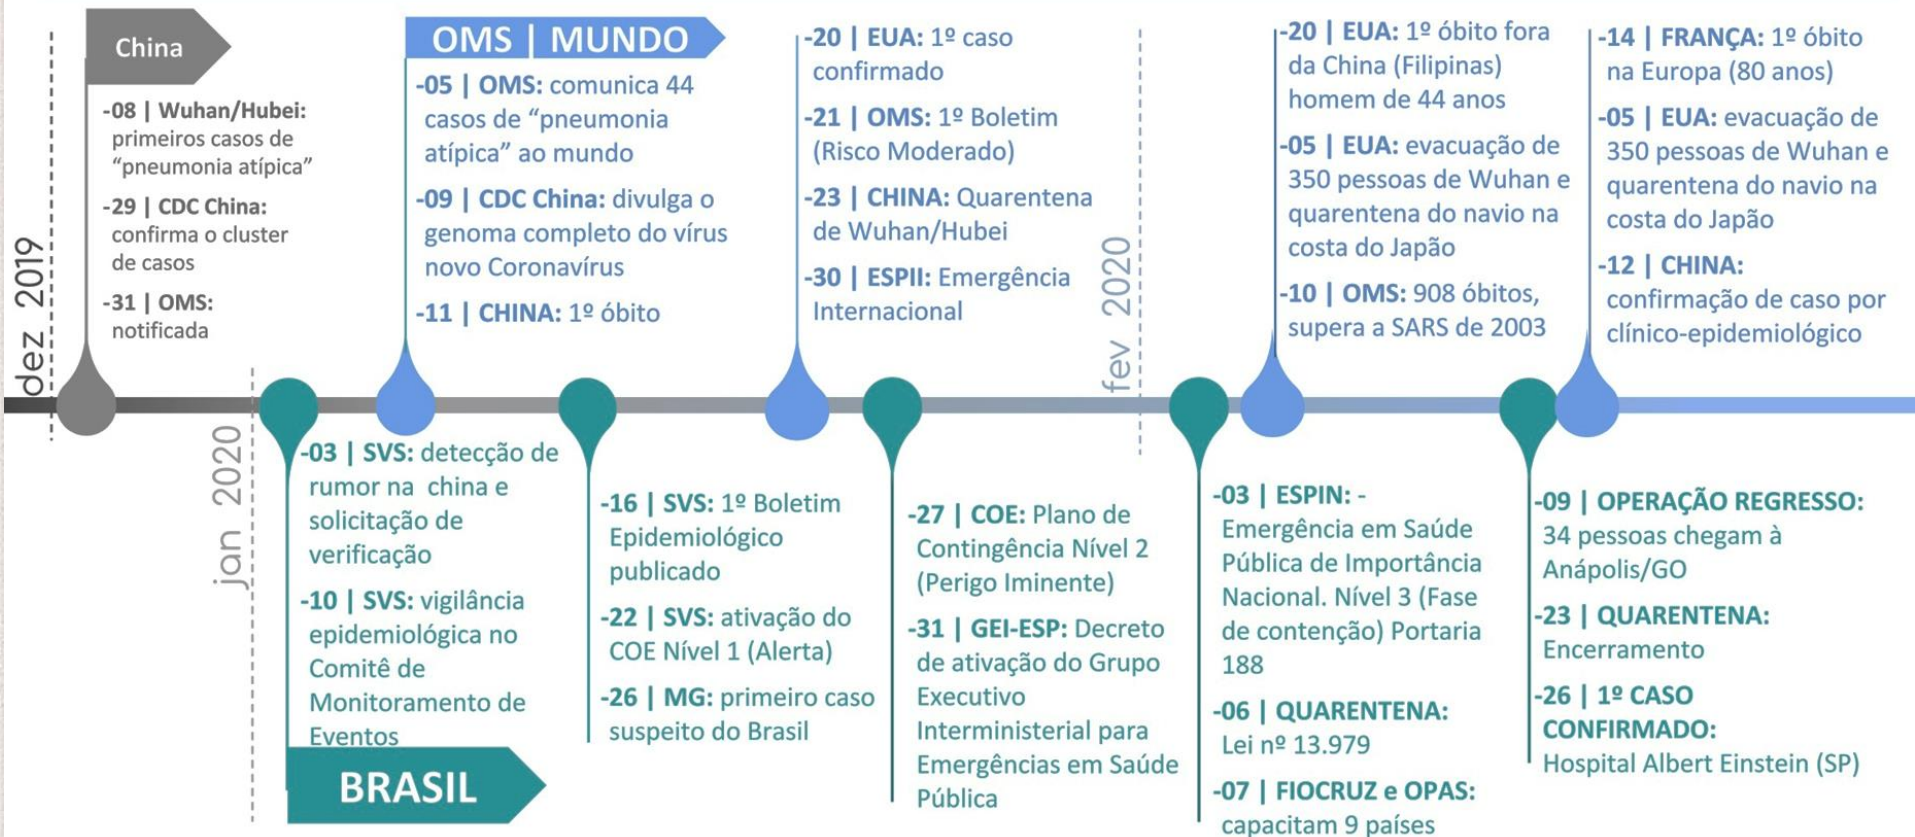 dez 2019
China
-08 | Wuhan/Hubei:
primeiros casos de
“pneumonia atípica”
-29 | CDC China:
confirma o cluster
de casos
-31 | OMS:
notificada
OMS | MUNDO
-05 | OMS: comunica 44
casos de “pneumonia
atípica” ao mundo
-09 | CDC China: divulga o
genoma completo do vírus
novo Coronavírus
-11 | CHINA: 1º óbito
-20 | EUA: 1º caso
confirmado
-21 | OMS: 1º Boletim
(Risco Moderado)
-23 | CHINA: Quarentena
de Wuhan/Hubei
-30 | ESPII: Emergência
Internacional
fev 2020
-20 | EUA: 1º óbito fora
da China (Filipinas)
homem de 44 anos
-05 | EUA: evacuação de
350 pessoas de Wuhan e
quarentena do navio na
costa do Japão
-10 | OMS: 908 óbitos,
supera a SARS de 2003
-14 | FRANÇA: 1º óbito
na Europa (80 anos)
-05 | EUA: evacuação de
350 pessoas de Wuhan e
quarentena do navio na
costa do Japão
-12 | CHINA:
confirmação de caso por
clínico-epidemiológico
jan 2020
-03 | SVS: detecção de
rumor na china e
solicitação de
verificação
-10 | SVS: vigilância
epidemiológica no
Comitê de
Monitoramento de
Eventos
BRASIL
-16 | SVS: 1º Boletim
Epidemiológico
publicado
-22 | SVS: ativação do
COE Nível 1 (Alerta)
-26 | MG: primeiro caso
suspeito do Brasil
-27 | COE: Plano de
Contingência Nível 2
(Perigo Iminente)
-31 | GEI-ESP: Decreto
de ativação do Grupo
Executivo
Interministerial para
Emergências em Saúde
Pública
-03 | ESPIN: -
Emergência em Saúde
Pública de Importância
Nacional. Nível 3 (Fase
de contenção) Portaria
188
-06 | QUARENTENA:
Lei nº 13.979
-07 | FIOCRUZ e OPAS:
capacitam 9 países
-09 | OPERAÇÃO REGRESSO:
34 pessoas chegam à
Anápolis/GO
-23 | QUARENTENA:
Encerramento
-26 | 1º CASO
CONFIRMADO:
Hospital Albert Einstein (SP)